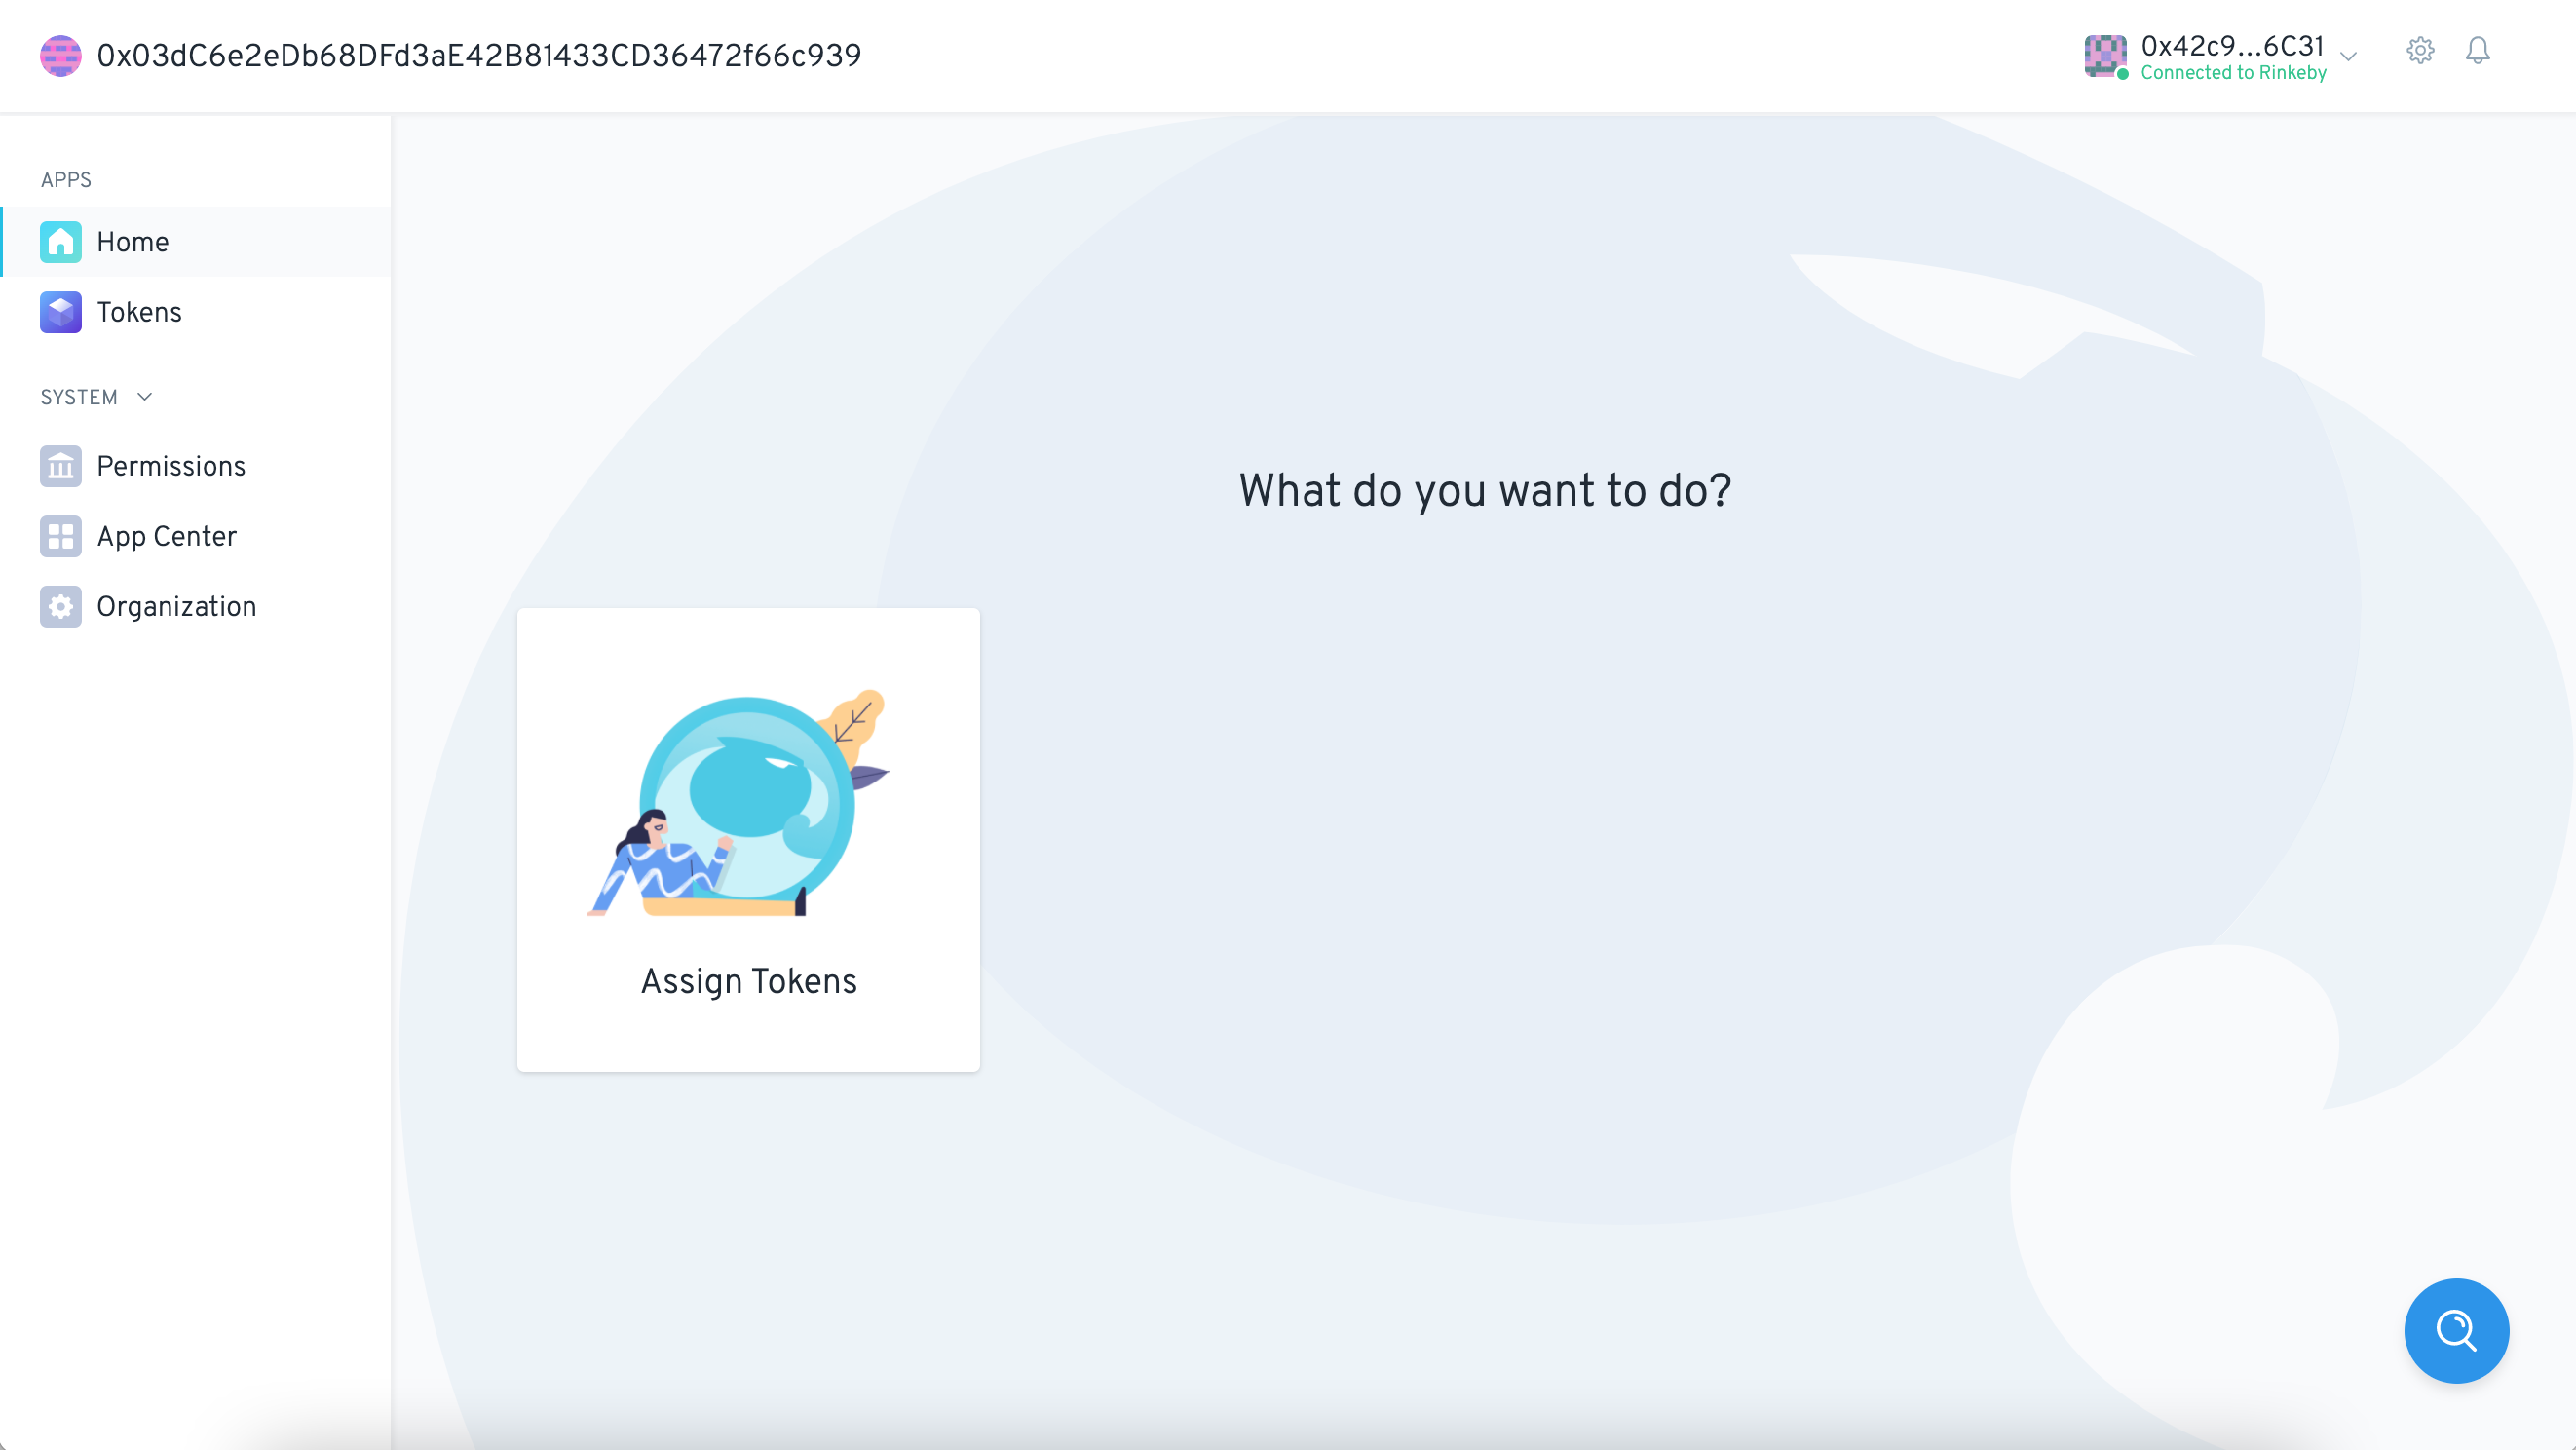 0x03dC6e2eDb68DFd3aE42B81433CD36472f66c939
0x42c9...6C31
Connected to Rinkeby
APPS
Home
Tokens
SYSTEM
Permissions
App Center
Organization
What do you want to do?
Assign Tokens